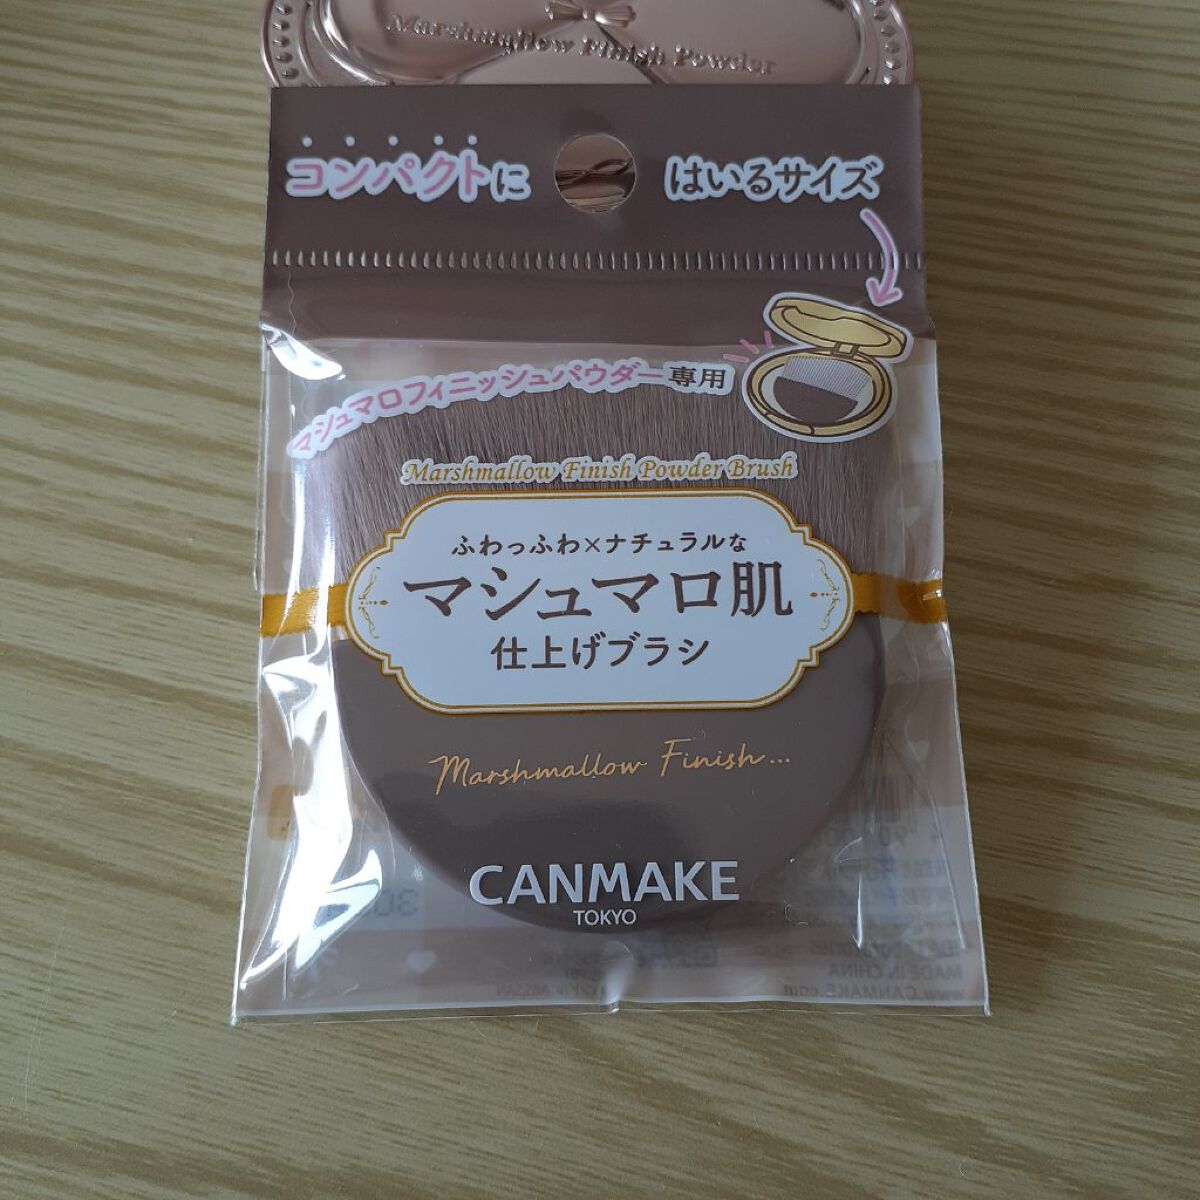 Marshmallow Finish Powder
コンパクトに はいるサイズ
マシュマロフィニッシュパウダー専用
Marshmallow Finish Powder Brush
ふわっふわ×ナチュラルな
マシュマロ肌
仕上げブラシ
Marshmallow Finish...
CANMAKE
TOKYO
MADE IN CHINA
www.CANMAKE.com